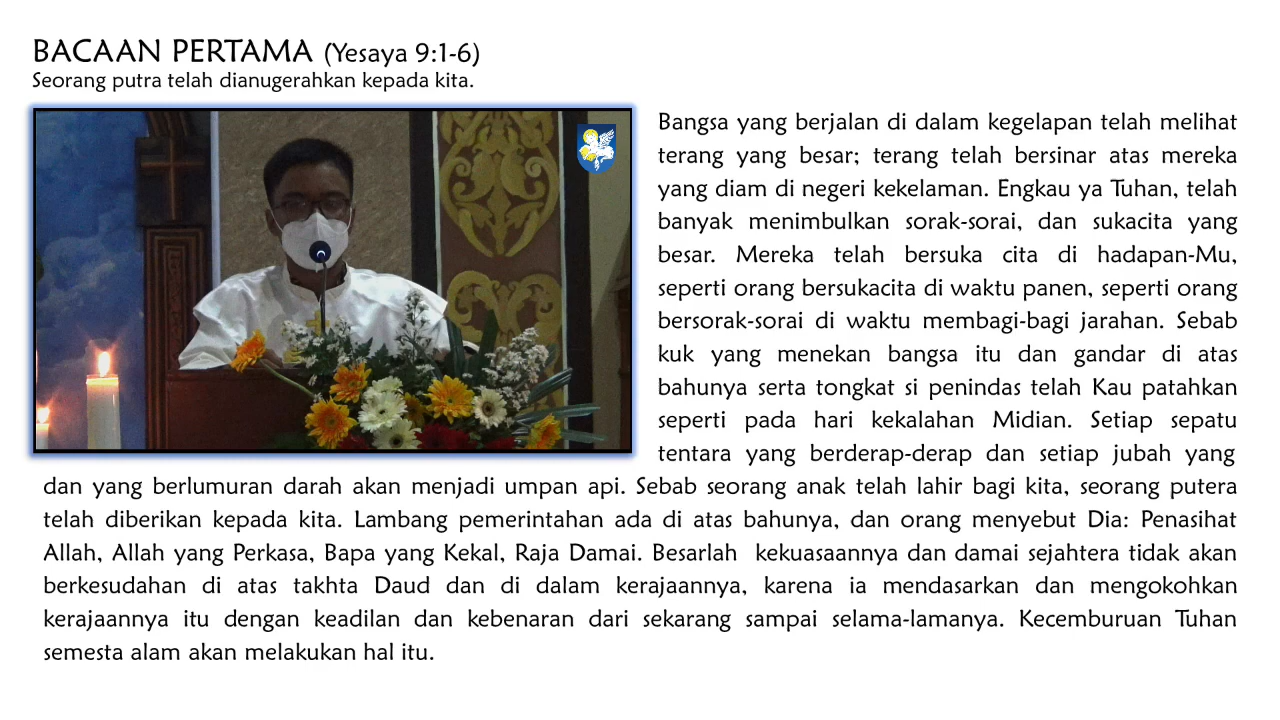 BACAAN PERTAMA (Yesaya 9:1-6)
Seorang putra telah dianugerahkan kepada kita.
Bangsa yang berjalan di dalam kegelapan telah melihat
terang yang besar; terang telah bersinar atas mereka
yang diam di negeri kekelaman. Engkau ya Tuhan, telah
banyak menimbulkan sorak-sorai, dan sukacita yang
besar. Mereka telah bersuka cita di hadapan-Mu,
seperti orang bersukacita di waktu panen, seperti orang
bersorak-sorai di waktu membagi-bagi jarahan. Sebab
kuk yang menekan bangsa itu dan gandar di atas
bahunya serta tongkat si penindas telah Kau patahkan
seperti pada hari kekalahan Midian. Setiap sepatu
tentara yang berderap-derap dan setiap jubah yang
dan yang berlumuran darah akan menjadi umpan api. Sebab seorang anak telah lahir bagi kita, seorang putera
telah diberikan kepada kita. Lambang pemerintahan ada di atas bahunya, dan orang menyebut Dia: Penasihat
Allah, Allah yang Perkasa, Bapa yang Kekal, Raja Damai. Besarlah kekuasaannya dan damai sejahtera tidak akan
berkesudahan di atas takhta Daud dan di dalam kerajaannya, karena ia mendasarkan dan mengokohkan
kerajaannya itu dengan keadilan dan kebenaran dari sekarang sampai selama-lamanya. Kecemburuan Tuhan
semesta alam akan melakukan hal itu.